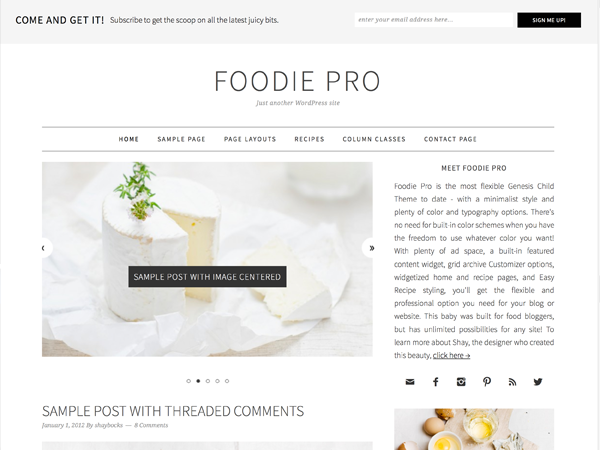 COME AND GET IT! Subscribe to get the scoop on all the latest juicy bits.
enter your email address here...
SIGN ME UP!
FOODIE PRO
Just another WordPress site
HOME SAMPLE PAGE PAGE LAYOUTS RECIPES COLUMN CLASSES CONTACT PAGE
«
»
SAMPLE POST WITH IMAGE CENTERED
SAMPLE POST WITH THREADED COMMENTS
January 1, 2012 By shaybocks — 8 Comments
MEET FOODIE PRO
Foodie Pro is the most flexible Genesis Child
Theme to date - with a minimalist style and
plenty of color and typography options. There's
no need for built-in color schemes when you have
the freedom to use whatever color you want!
With plenty of ad space, a built-in featured
content widget, grid archive Customizer options,
widgetized home and recipe pages, and Easy
Recipe styling, you'll get the flexible and
professional option you need for your blog or
website. This baby was built for food bloggers,
but has unlimited possibilities for any site! To
learn more about Shay, the designer who created
this beauty, click here →